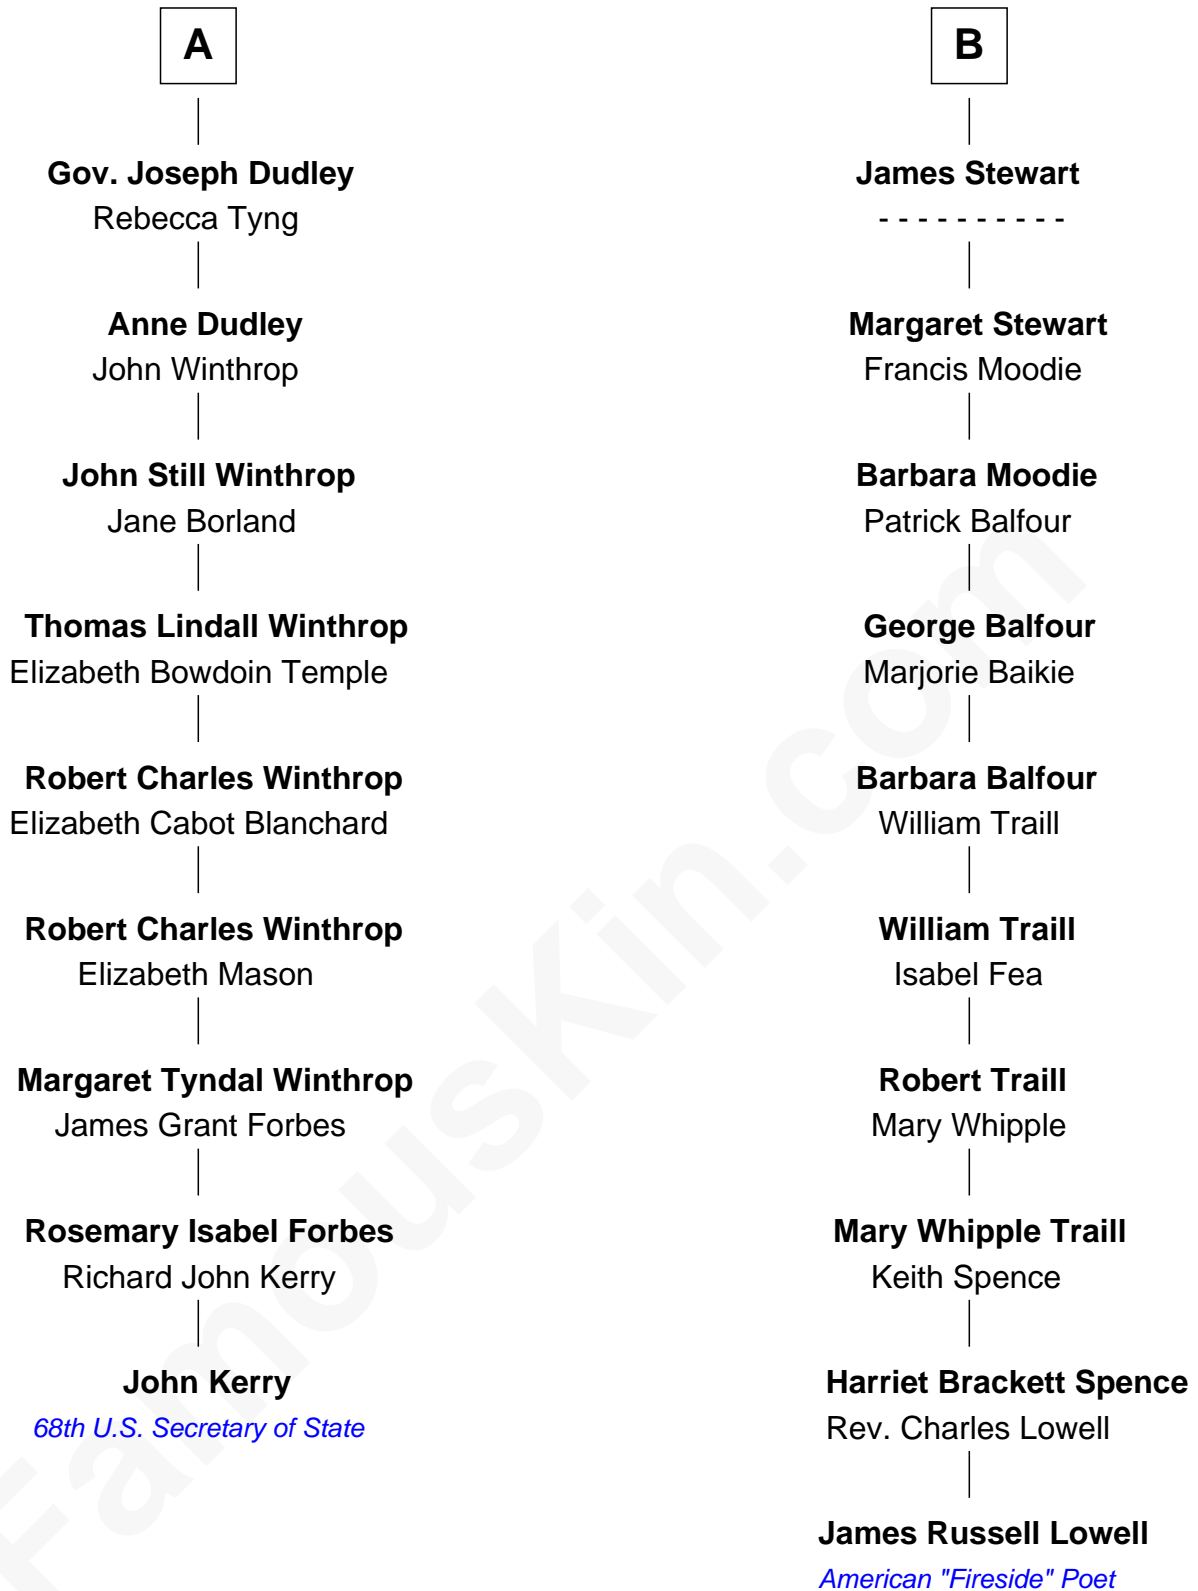 A
Gov. Joseph Dudley
Rebecca Tyng
Anne Dudley
John Winthrop
John Still Winthrop
Jane Borland
Thomas Lindall Winthrop
Elizabeth Bowdoin Temple
Robert Charles Winthrop
Elizabeth Cabot Blanchard
Robert Charles Winthrop
Elizabeth Mason
Margaret Tyndal Winthrop
James Grant Forbes
Rosemary Isabel Forbes
Richard John Kerry
John Kerry
68th U.S. Secretary of State
B
James Stewart
- - - - - - - - - -
Margaret Stewart
Francis Moodie
Barbara Moodie
Patrick Balfour
George Balfour
Marjorie Baikie
Barbara Balfour
William Traill
William Traill
Isabel Fea
Robert Traill
Mary Whipple
Mary Whipple Traill
Keith Spence
Harriet Brackett Spence
Rev. Charles Lowell
James Russell Lowell
American "Fireside" Poet
FamousKin.com